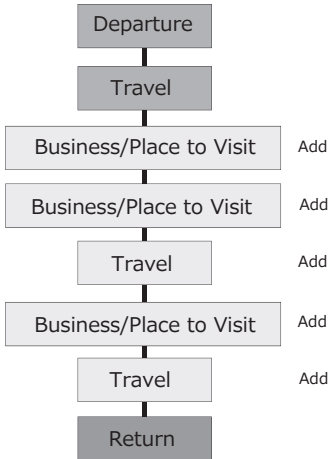 Departure
Travel
Business/Place to Visit Add
Business/Place to Visit Add
Travel Add
Business/Place to Visit Add
Travel Add
Return